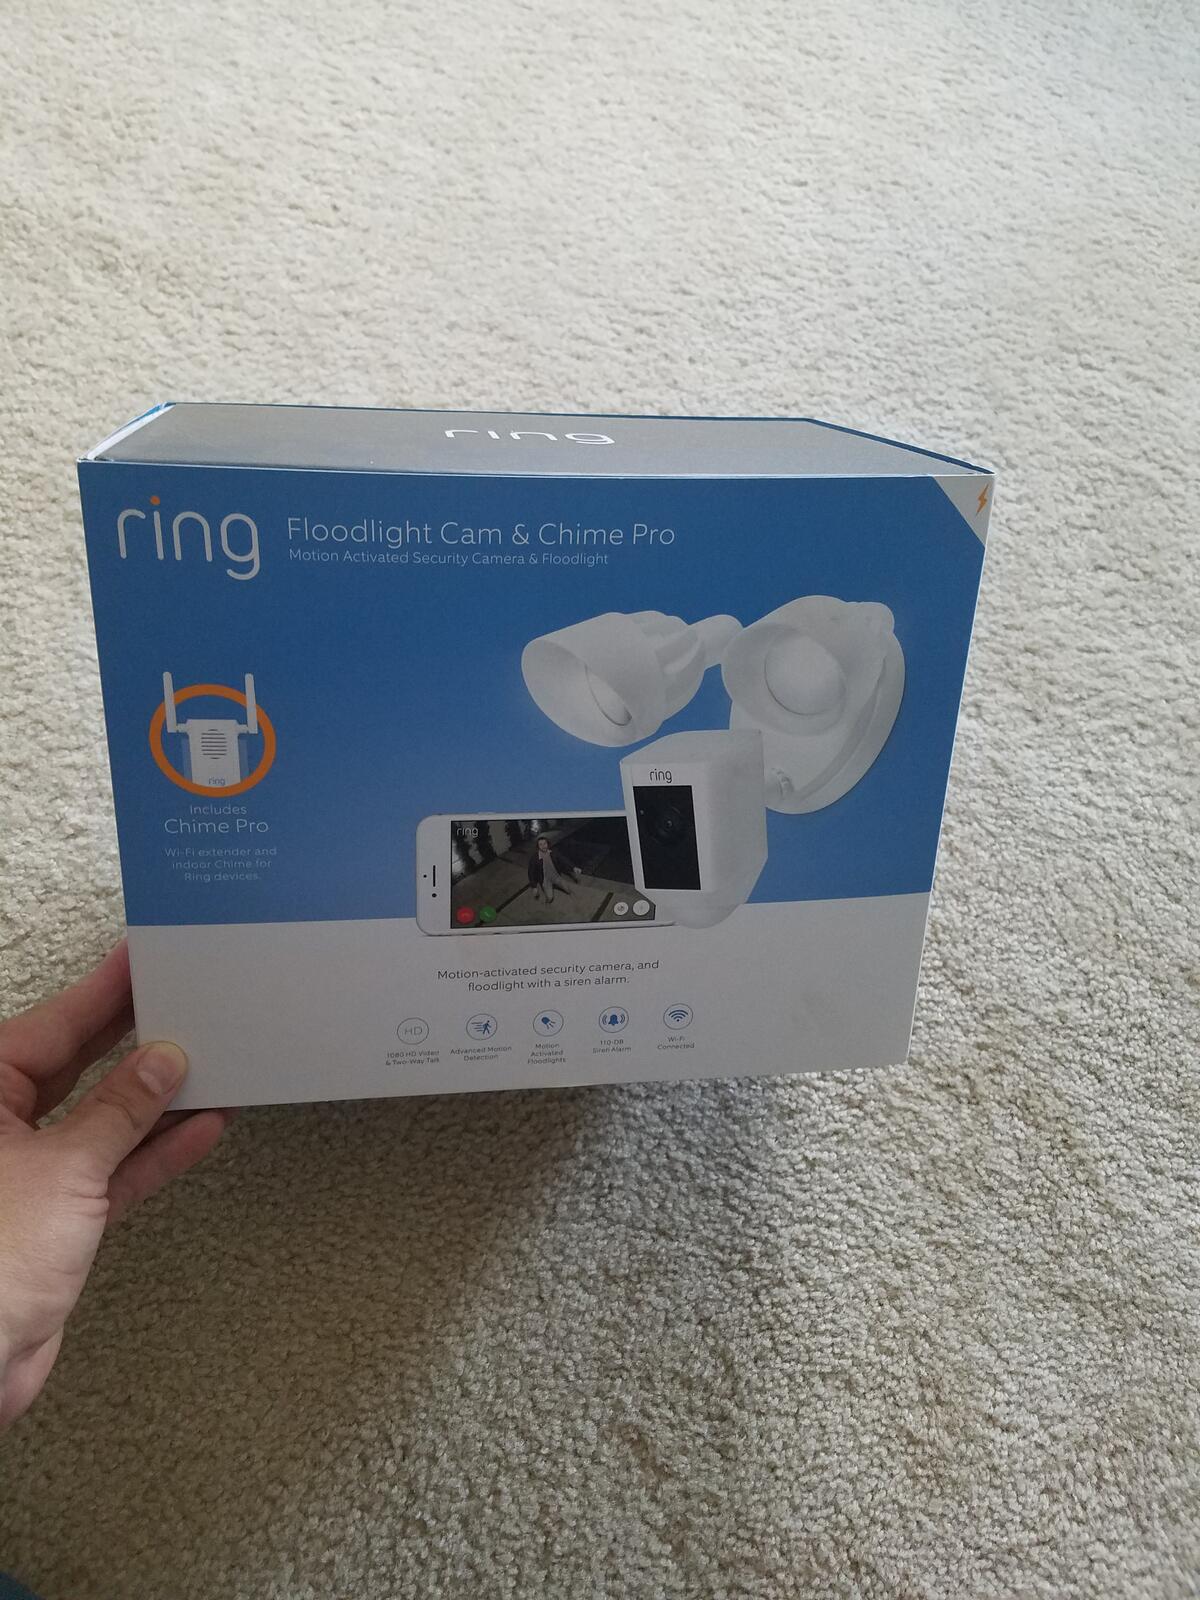 ring
ring
Floodlight Cam & Chime Pro
Motion Activated Security Camera & Floodlight
ring
Includes
Chime Pro
Wi-Fi extender and
indoor Chime for
Ring devices.
ring
ring
Motion-activated security camera, and
floodlight with a siren alarm.
HD
1080 HD Video
& Two-Way Talk
Advanced Motion
Detection
Motion
Activated
Floodlights
110-DB
Siren Alarm
Wi-Fi
Connected